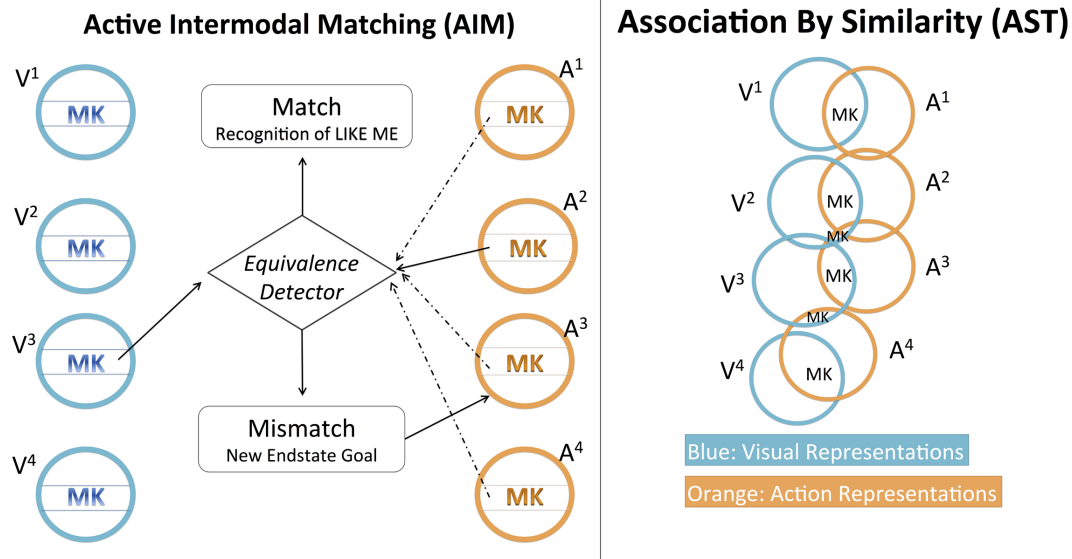 Active Intermodal Matching (AIM)
V¹
MK
V²
MK
V³
MK
V⁴
MK
Match
Recognition of LIKE ME
Equivalence
Detector
Mismatch
New Endstate Goal
A¹
MK
A²
MK
A³
MK
A⁴
MK
Association By Similarity (AST)
V¹
MK
A¹
V²
MK
A²
MK
V³
MK
A³
MK
V⁴
MK
A⁴
Blue: Visual Representations
Orange: Action Representations